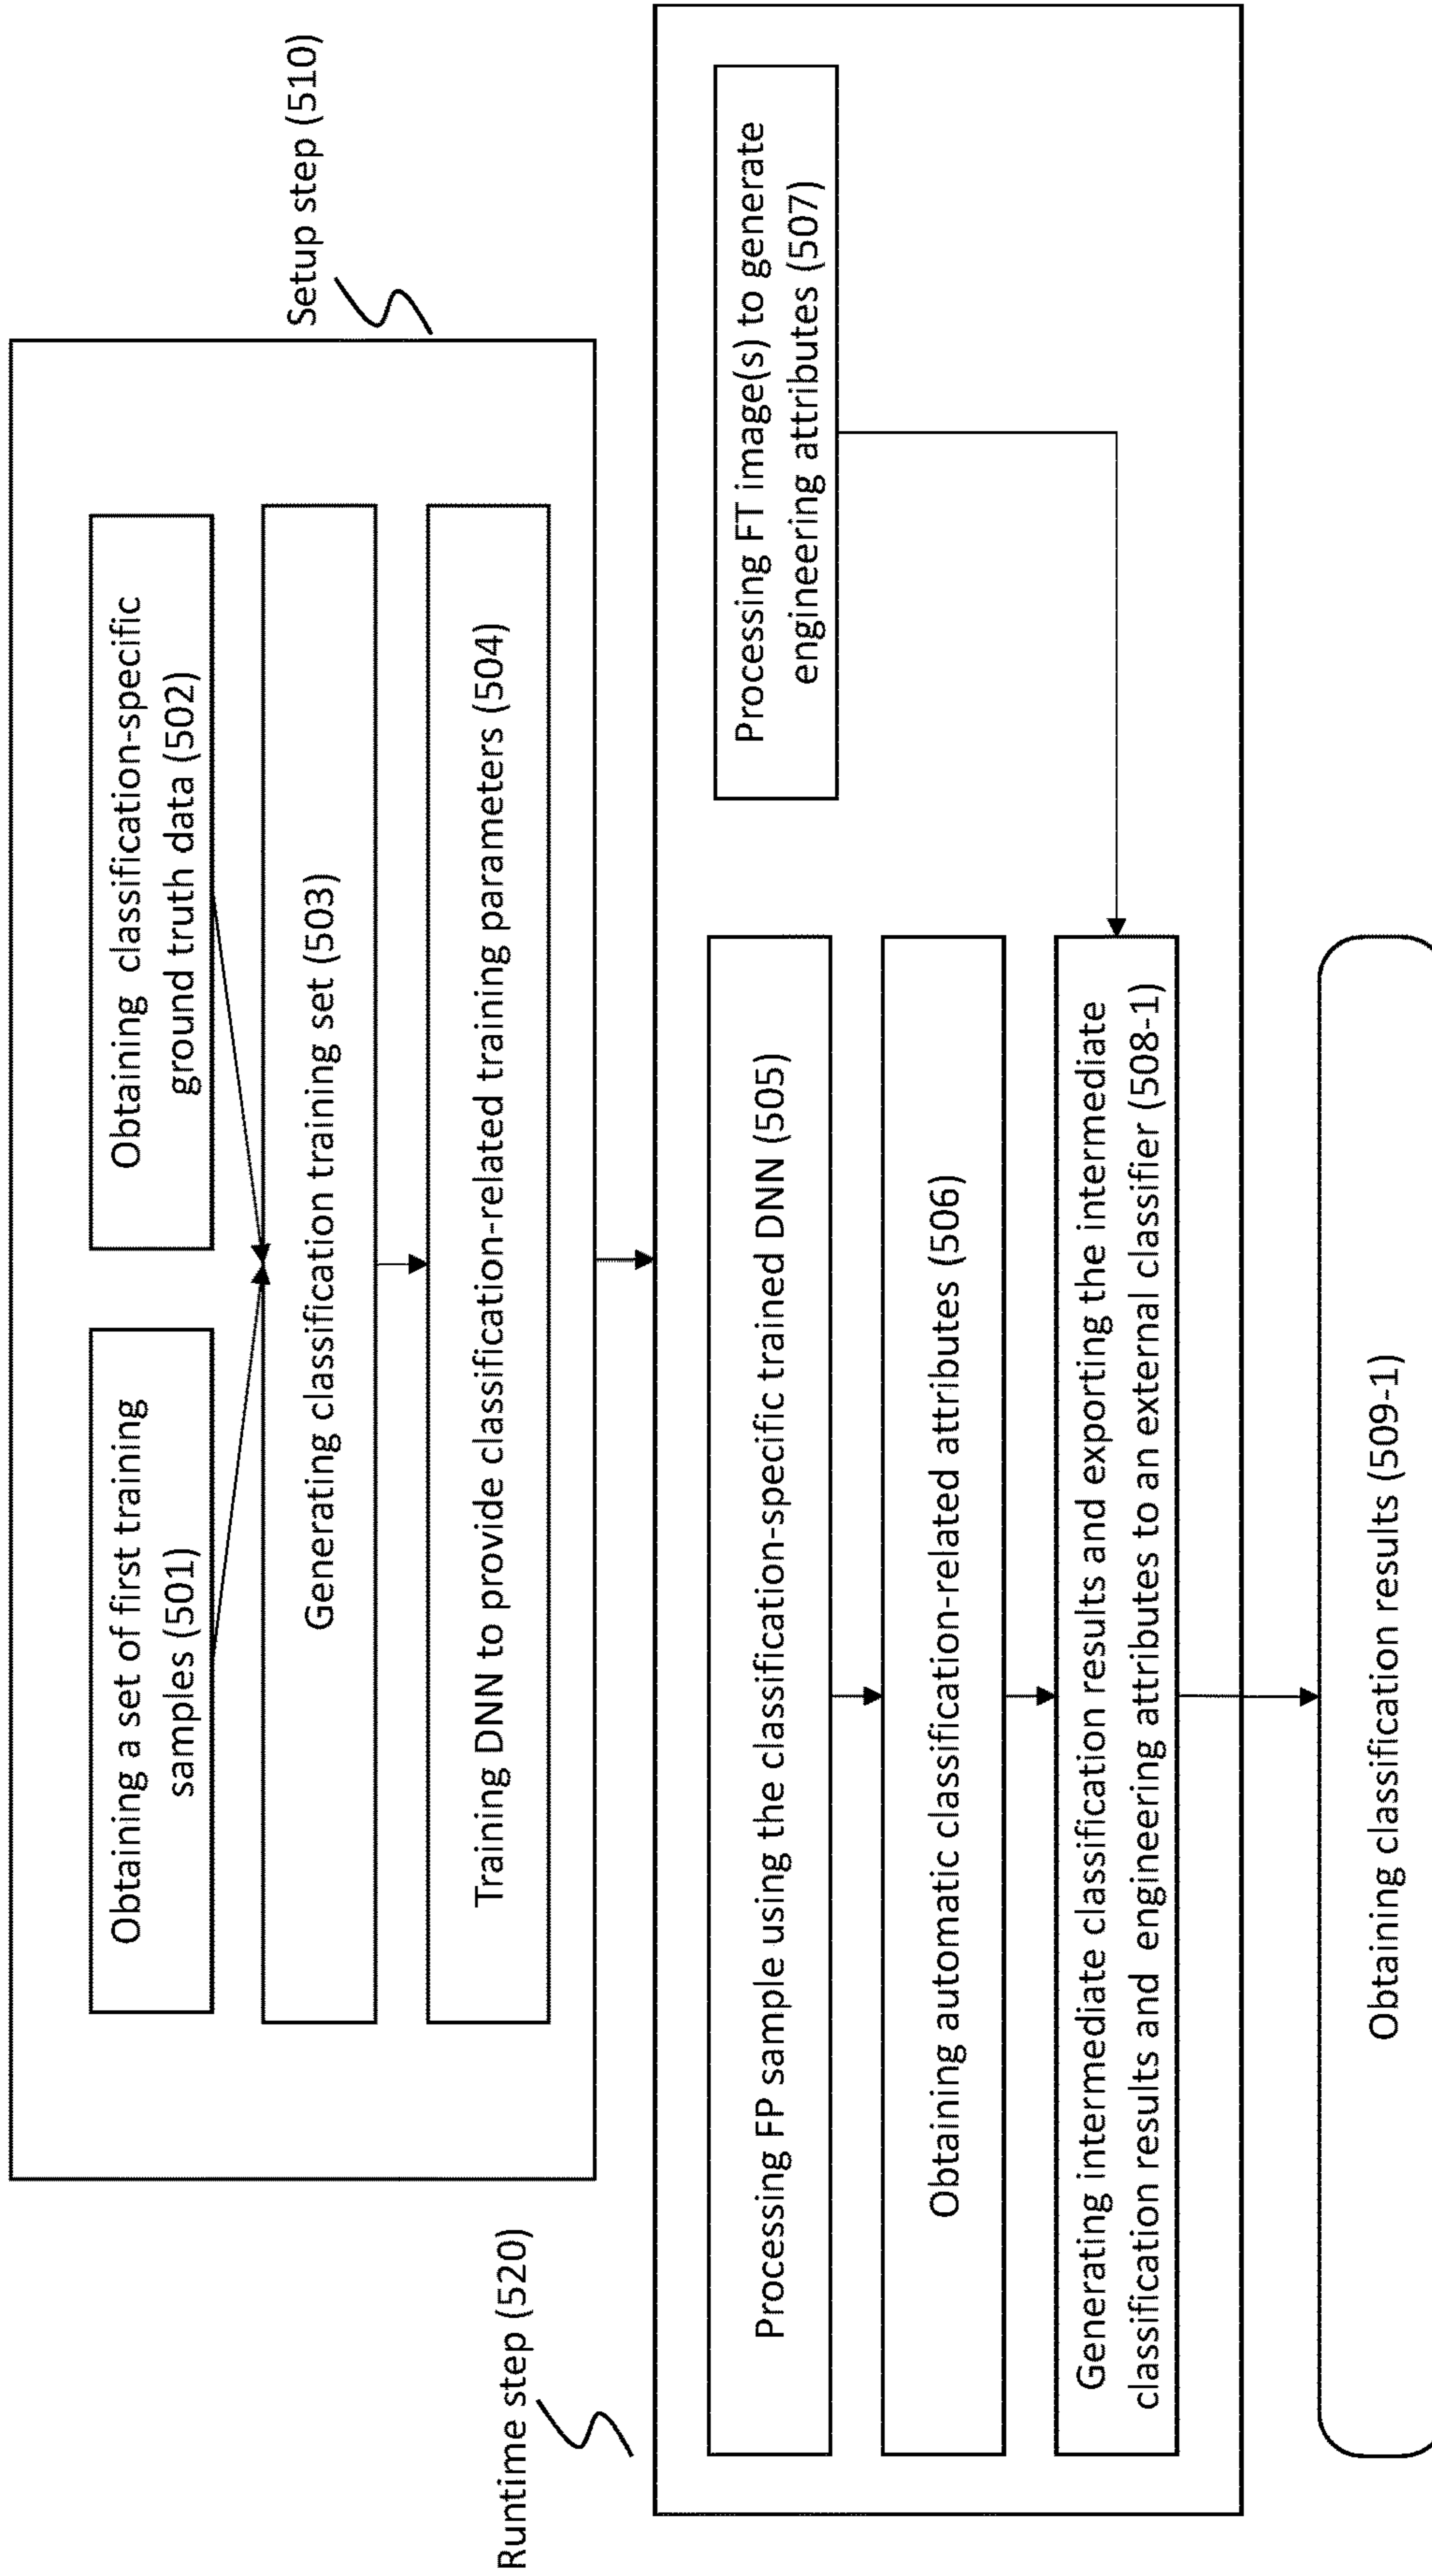 Setup step (510)
Obtaining a set of first training
samples (501)
Obtaining classification-specific
ground truth data (502)
Generating classification training set (503)
Training DNN to provide classification-related training parameters (504)
Runtime step (520)
Processing FP sample using the classification-specific trained DNN (505)
Processing FT image(s) to generate
engineering attributes (507)
Obtaining automatic classification-related attributes (506)
Generating intermediate classification results and exporting the intermediate
classification results and engineering attributes to an external classifier (508-1)
Obtaining classification results (509-1)